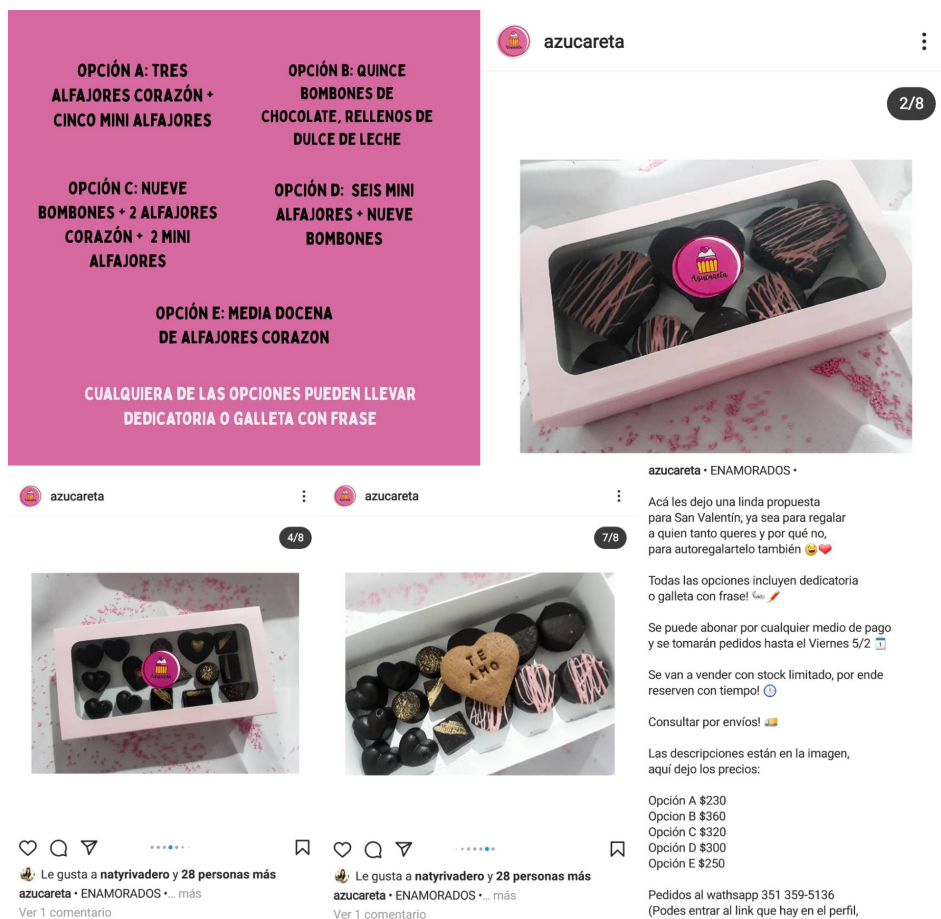 OPCIÓN A: TRES
ALFAJORES CORAZÓN +
CINCO MINI ALFAJORES
OPCIÓN B: QUINCE
BOMBONES DE
CHOCOLATE, RELLENOS DE
DULCE DE LECHE
OPCIÓN C: NUEVE
BOMBONES + 2 ALFAJORES
CORAZÓN + 2 MINI
ALFAJORES
OPCIÓN D: SEIS MINI
ALFAJORES + NUEVE
BOMBONES
OPCIÓN E: MEDIA DOCENA
DE ALFAJORES CORAZON
CUALQUIERA DE LAS OPCIONES PUEDEN LLEVAR
DEDICATORIA O GALLETA CON FRASE
azucareta
2/8
Azucareta
azucareta
4/8
Azucareta
Le gusta a natyrivadero y 28 personas más
azucareta • ENAMORADOS •... más
Ver 1 comentario
azucareta
7/8
TE
AMO
Le gusta a natyrivadero y 28 personas más
azucareta • ENAMORADOS •... más
Ver 1 comentario
azucareta • ENAMORADOS •
Acá les dejo una linda propuesta
para San Valentín, ya sea para regalar
a quien tanto queres y por qué no,
para autoregalartelo también 😄❤️
Todas las opciones incluyen dedicatoria
o galleta con frase! 🍬 🖍️
Se puede abonar por cualquier medio de pago
y se tomarán pedidos hasta el Viernes 5/2 🗓️
Se van a vender con stock limitado, por ende
reserven con tiempo! 🕔
Consultar por envíos! 🚚
Las descripciones están en la imagen,
aquí dejo los precios:
Opción A $230
Opcion B $360
Opción C $320
Opción D $300
Opción E $250
Pedidos al wathsapp 351 359-5136
(Podes entrar al link que hay en el perfil,